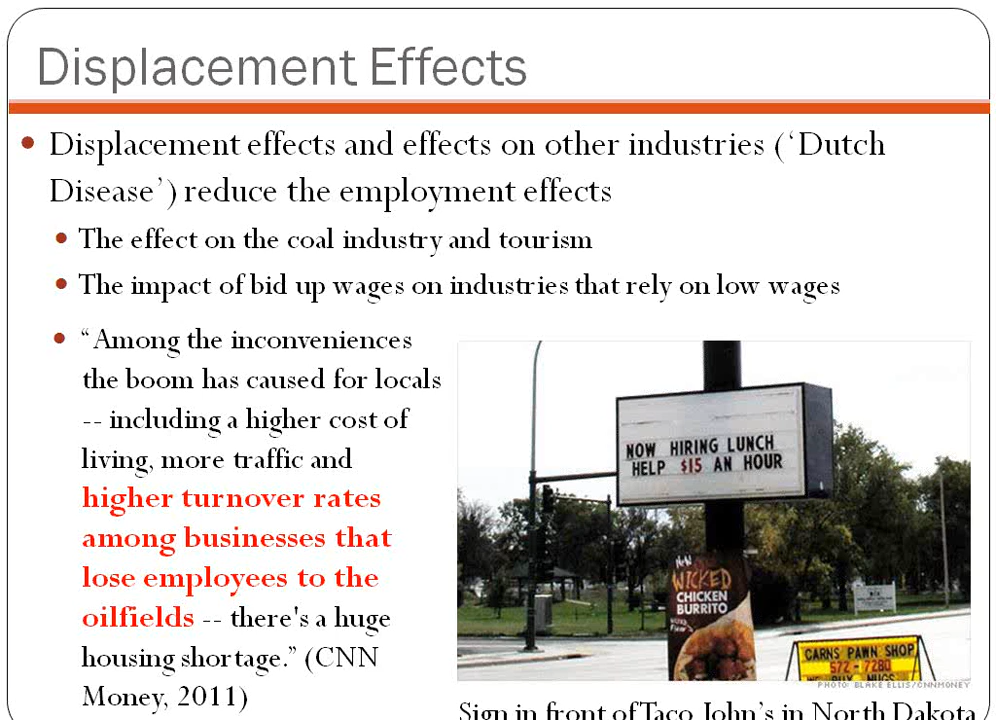 Displacement Effects
• Displacement effects and effects on other industries (‘Dutch
Disease’) reduce the employment effects
• The effect on the coal industry and tourism
• The impact of bid up wages on industries that rely on low wages
• “Among the inconveniences
the boom has caused for locals
-- including a higher cost of
living, more traffic and
higher turnover rates
among businesses that
lose employees to the
oilfields -- there's a huge
housing shortage.” (CNN
Money, 2011)
NOW HIRING LUNCH
HELP $15 AN HOUR
New
WICKED
CHICKEN
BURRITO
CARNS PAWN SHOP
572 - 7280
WE BUY NUGS
PHOTO: BLAKE ELLIS/CNNMONEY
Sign in front of Taco John’s in North Dakota